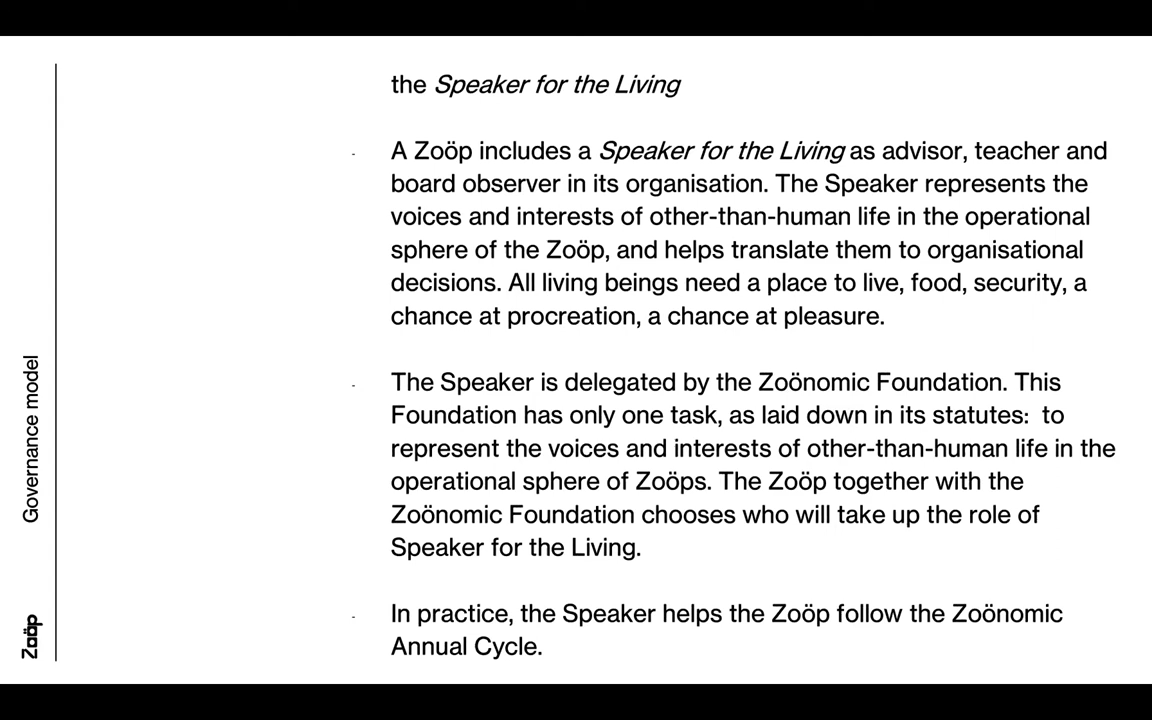 the Speaker for the Living
- A Zoöp includes a Speaker for the Living as advisor, teacher and
board observer in its organisation. The Speaker represents the
voices and interests of other-than-human life in the operational
sphere of the Zoöp, and helps translate them to organisational
decisions. All living beings need a place to live, food, security, a
chance at procreation, a chance at pleasure.
- The Speaker is delegated by the Zoönomic Foundation. This
Foundation has only one task, as laid down in its statutes:  to
represent the voices and interests of other-than-human life in the
operational sphere of Zoöps. The Zoöp together with the
Zoönomic Foundation chooses who will take up the role of
Speaker for the Living.
- In practice, the Speaker helps the Zoöp follow the Zoönomic
Annual Cycle.
Governance model
Zoöp